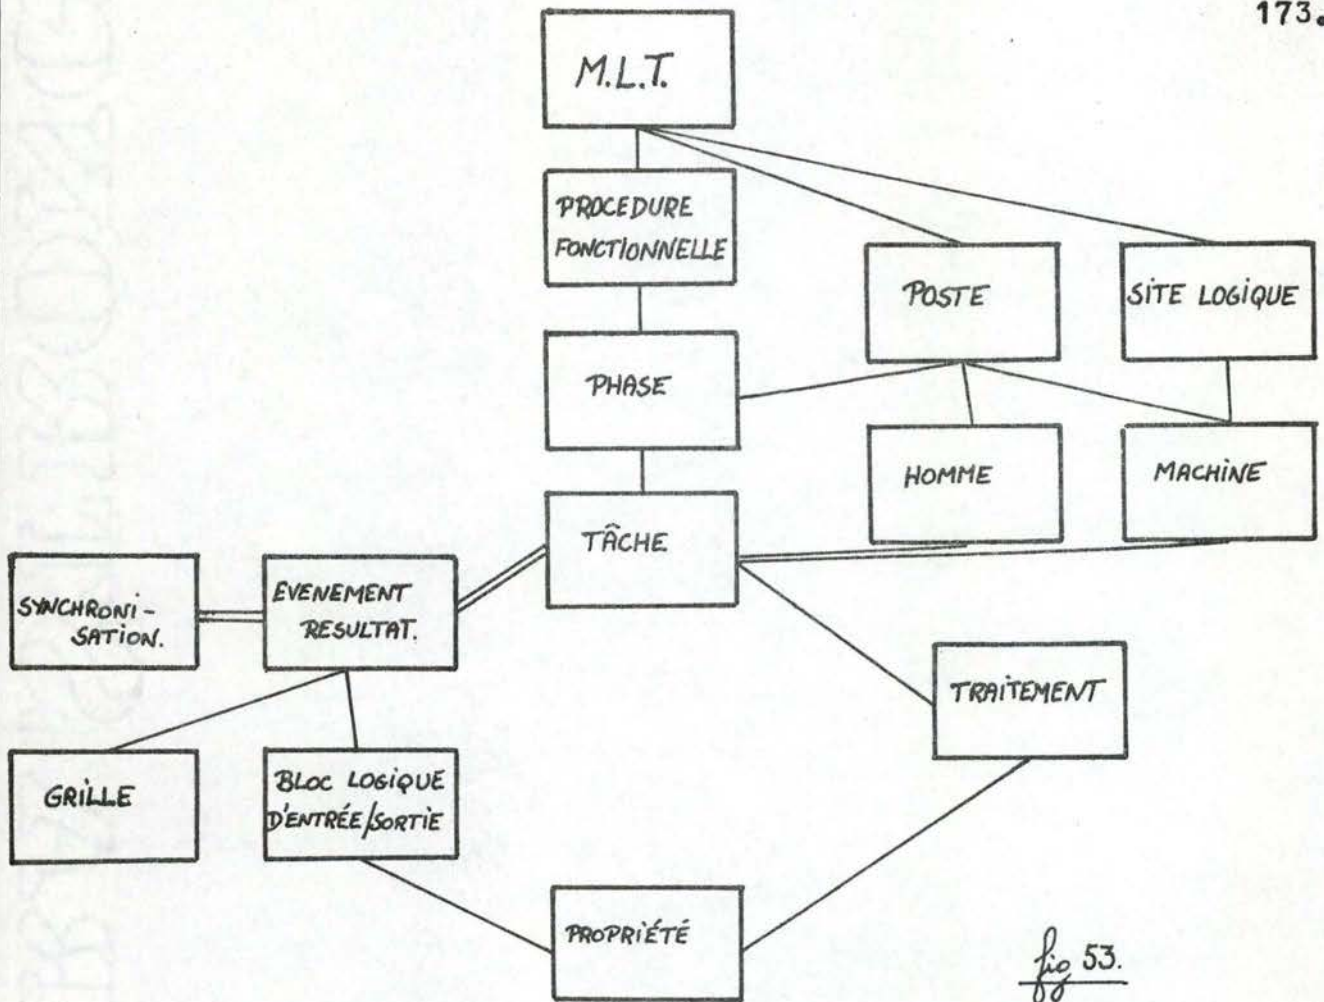 173.
M.L.T.
PROCEDURE
FONCTIONNELLE
POSTE
SITE LOGIQUE
PHASE
HOMME
MACHINE
TÂCHE
SYNCHRONI-
SATION.
EVENEMENT
RESULTAT.
TRAITEMENT
GRILLE
BLOC LOGIQUE
D'ENTRÉE/SORTIE
PROPRIÉTÉ
fig 53.